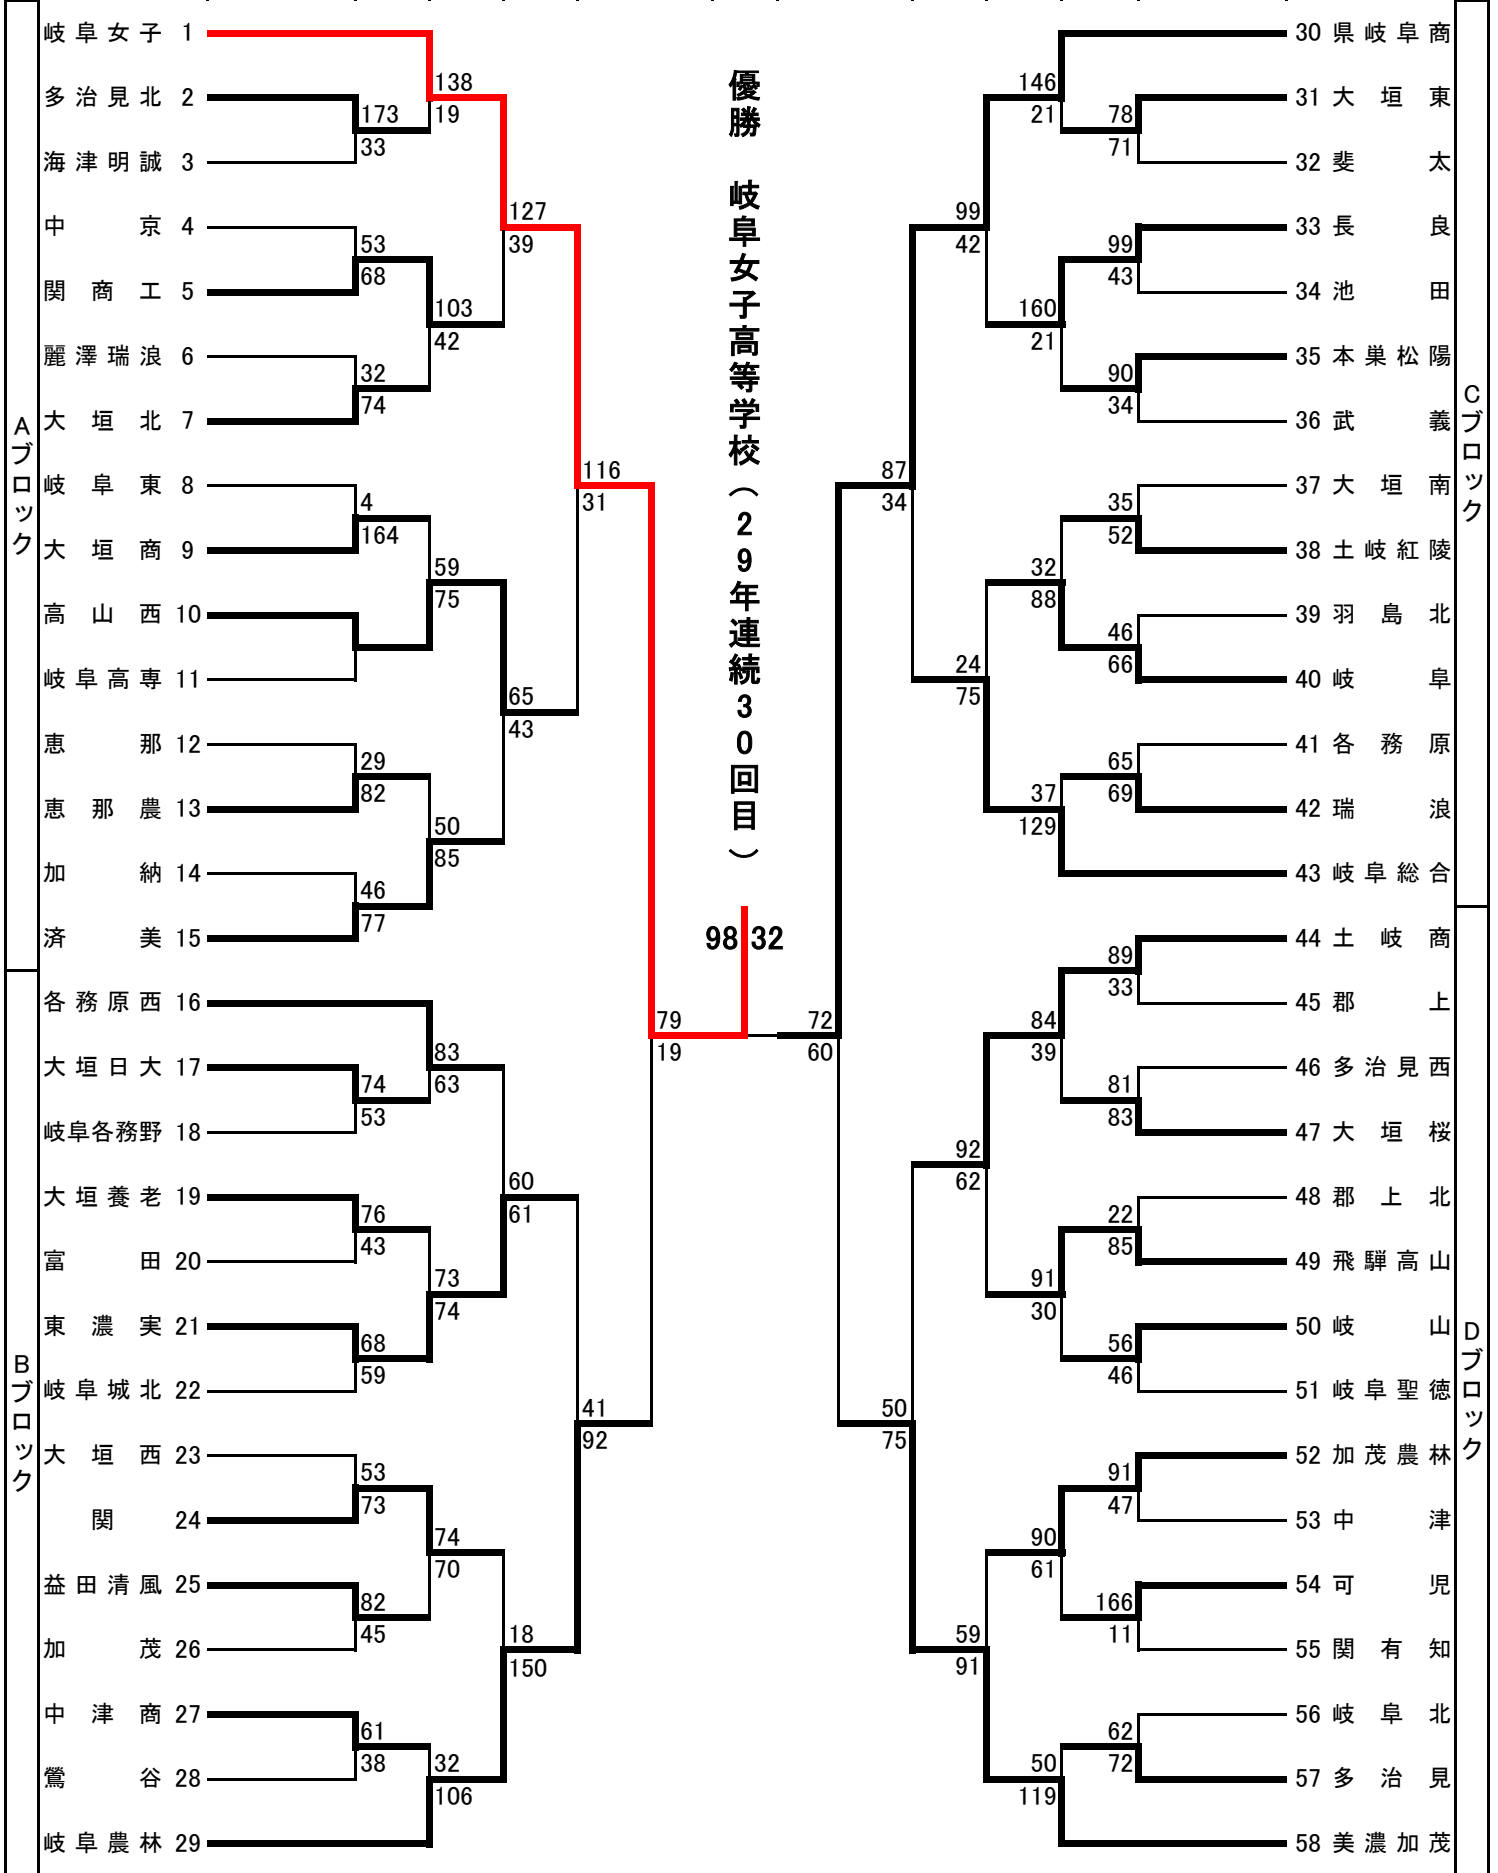 Aブロック
岐阜女子 1
多治見北 2
海津明誠 3
中京 4
関商工 5
麗澤瑞浪 6
大垣北 7
岐阜東 8
大垣商 9
高山西 10
岐阜高専 11
恵那 12
恵那農 13
加納 14
済美 15
Bブロック
各務原西 16
大垣日大 17
岐阜各務野 18
大垣養老 19
富田 20
東濃実 21
岐阜城北 22
大垣西 23
関 24
益田清風 25
加茂 26
中津商 27
鶯谷 28
岐阜農林 29
173
33
53
68
32
74
4
164
29
82
46
77
74
53
76
43
68
59
53
73
82
45
61
38
138
19
103
42
59
75
50
85
83
63
73
74
74
70
32
106
127
39
65
43
60
61
18
150
116
31
41
92
79
19
優勝 岐阜女子高等学校(29年連続30回目)
98 32
72
60
87
34
50
75
99
42
24
75
92
62
59
91
146
21
160
21
32
88
37
129
84
39
91
30
90
61
50
119
78
71
99
43
90
34
35
52
46
66
65
69
89
33
81
83
22
85
56
46
91
47
166
11
62
72
Cブロック
30 県岐阜商
31 大垣東
32 斐太
33 長良
34 池田
35 本巣松陽
36 武義
37 大垣南
38 土岐紅陵
39 羽島北
40 岐阜
41 各務原
42 瑞浪
43 岐阜総合
Dブロック
44 土岐商
45 郡上
46 多治見西
47 大垣桜
48 郡上北
49 飛騨高山
50 岐山
51 岐阜聖徳
52 加茂農林
53 中津
54 可児
55 関有知
56 岐阜北
57 多治見
58 美濃加茂